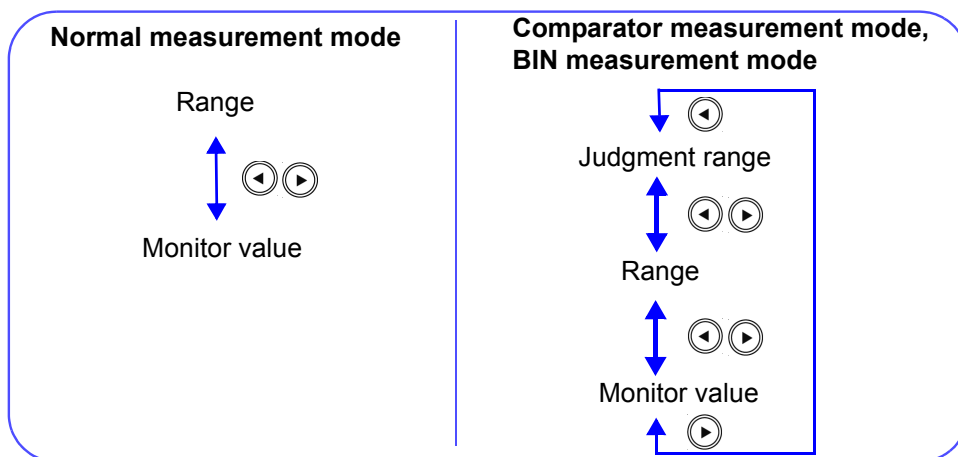 Normal measurement mode
Range
Monitor value
Comparator measurement mode,
BIN measurement mode
Judgment range
Range
Monitor value